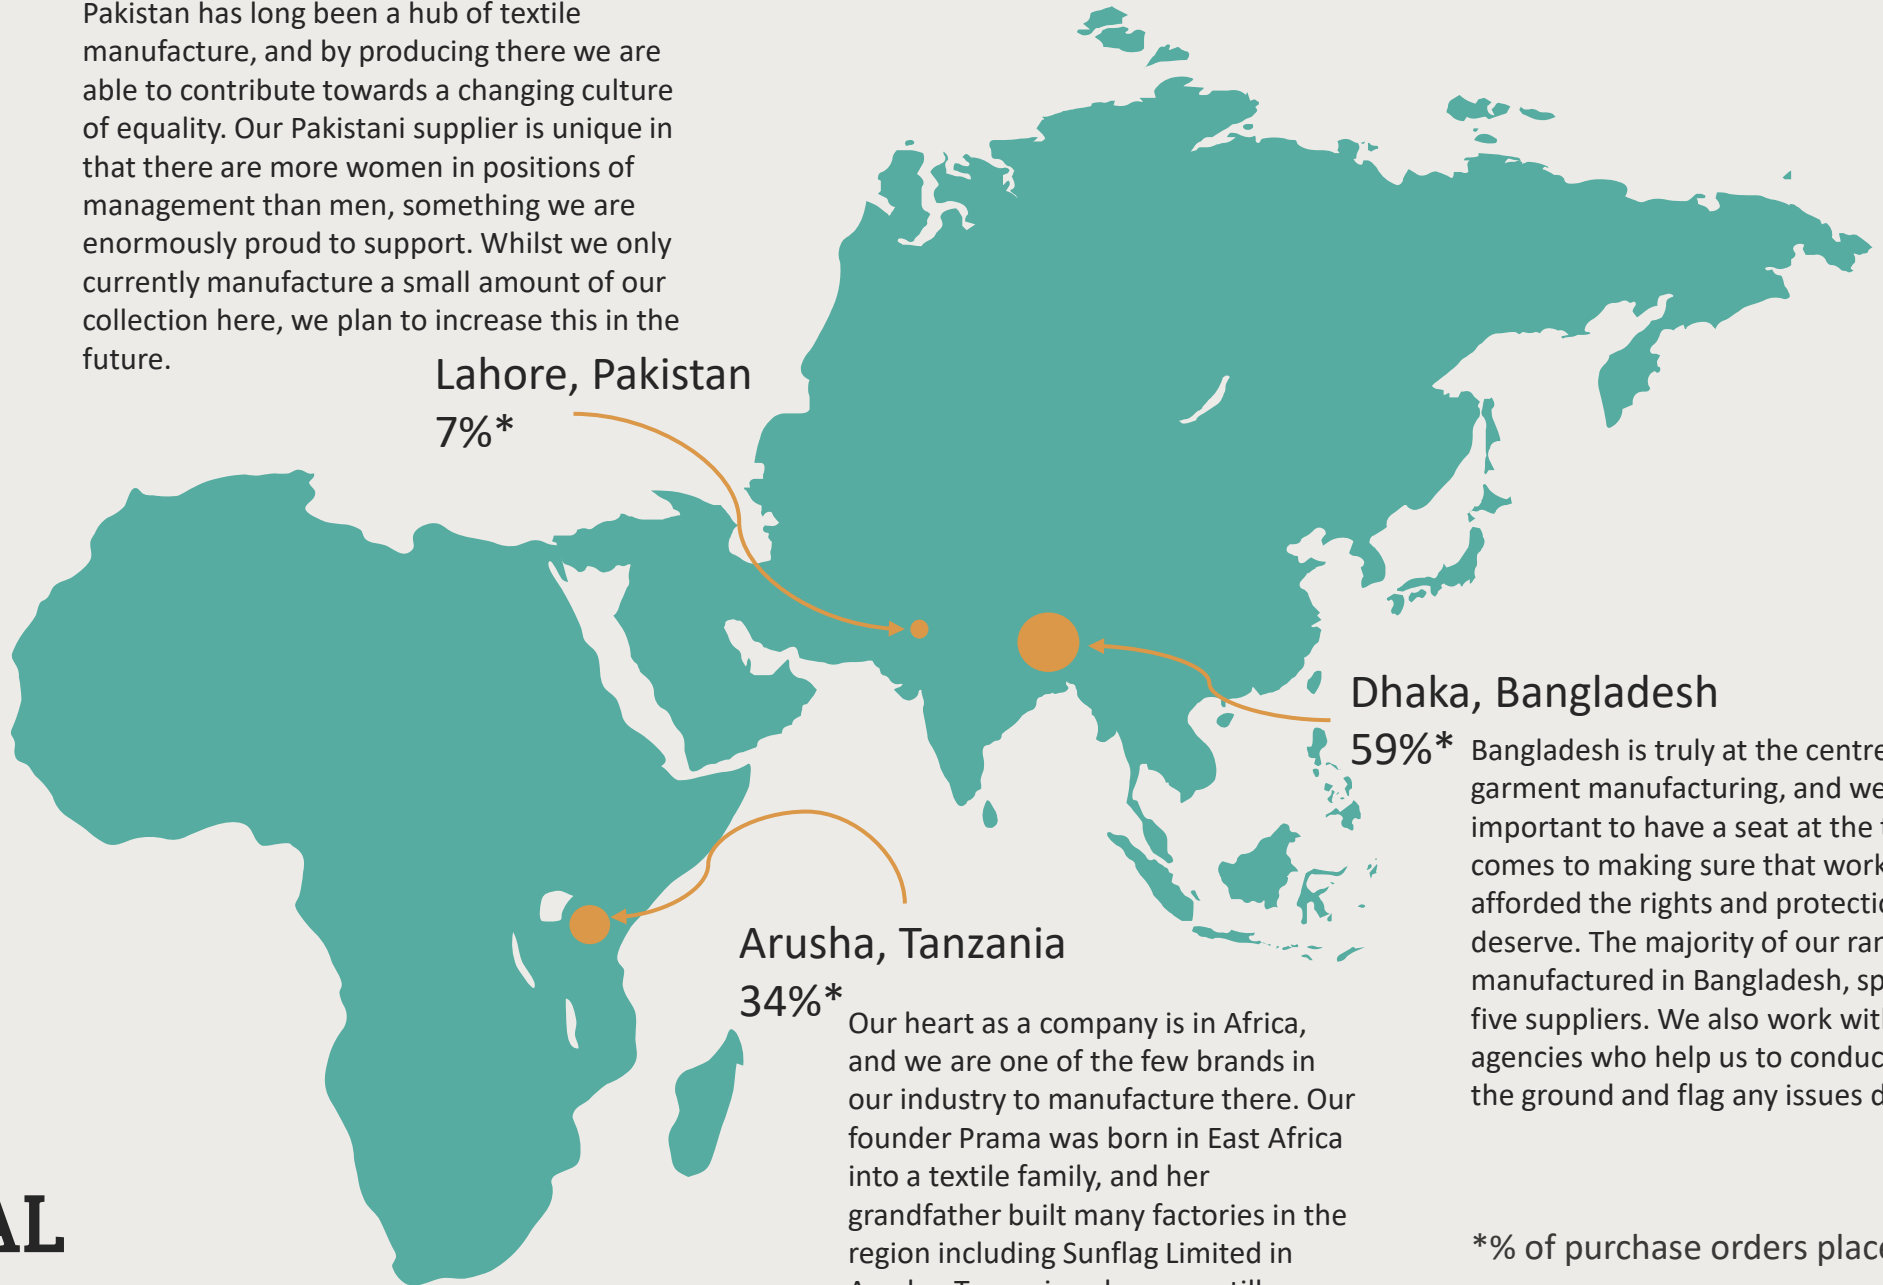 Pakistan has long been a hub of textile
manufacture, and by producing there we are
able to contribute towards a changing culture
of equality. Our Pakistani supplier is unique in
that there are more women in positions of
management than men, something we are
enormously proud to support. Whilst we only
currently manufacture a small amount of our
collection here, we plan to increase this in the
future.
Lahore, Pakistan
7%*
Dhaka, Bangladesh
59%*
Bangladesh is truly at the centre
garment manufacturing, and we
important to have a seat at the
comes to making sure that work
afforded the rights and
deserve. The majority of our
manufactured in Bangladesh,
five suppliers. We also work
agencies who help us to
the ground and flag any issues
Arusha, Tanzania
34%*
Our heart as a company is in Africa,
and we are one of the few brands in
our industry to manufacture there. Our
founder Prama was born in East Africa
into a textile family, and her
grandfather built many factories in the
region including Sunflag Limited in
AL
*% of purchase orders